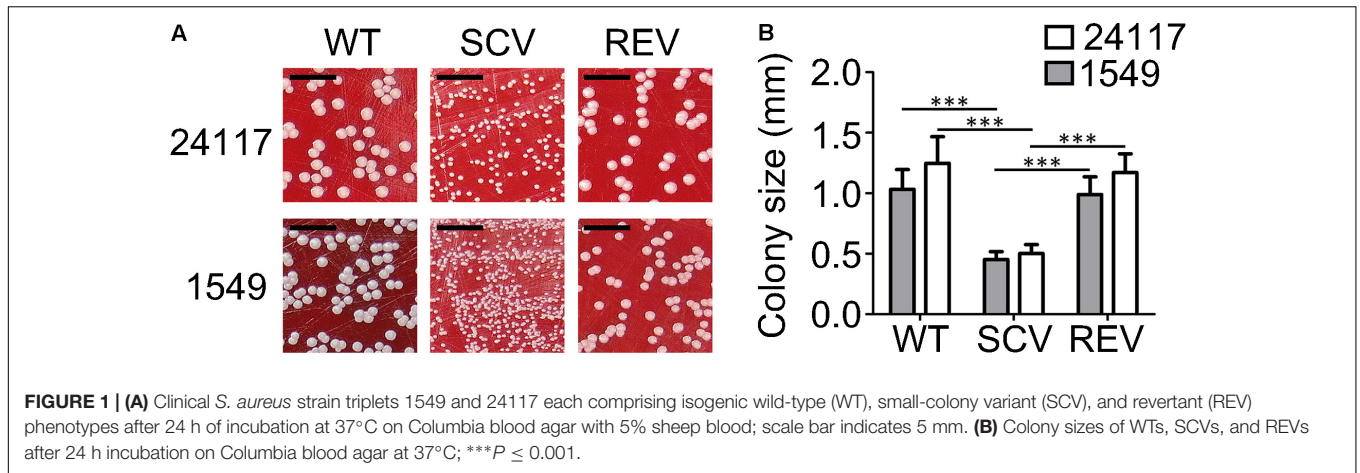 A
WT SCV REV
24117
1549
B
24117
1549
Colony size (mm)
2.0
1.5
1.0
0.5
0.0
***
***
***
***
WT SCV REV
FIGURE 1 | (A) Clinical S. aureus strain triplets 1549 and 24117 each comprising isogenic wild-type (WT), small-colony variant (SCV), and revertant (REV)
phenotypes after 24 h of incubation at 37°C on Columbia blood agar with 5% sheep blood; scale bar indicates 5 mm. (B) Colony sizes of WTs, SCVs, and REVs
after 24 h incubation on Columbia blood agar at 37°C; ***P ≤ 0.001.